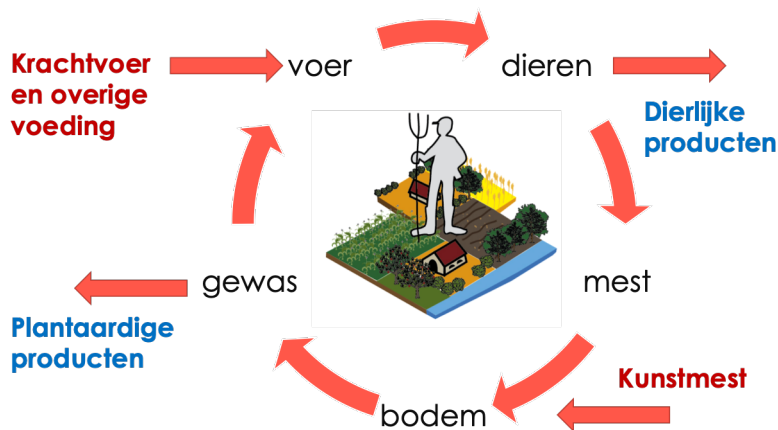 Krachtvoer
en overige
voeding
voer
dieren
Dierlijke
producten
gewas
mest
Plantaardige
producten
Kunstmest
bodem